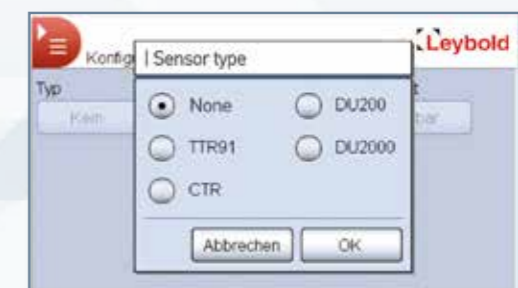 Leybold
Konfig
| Sensor type
Typ
None
DU200
Kein
bar
TTR91
DU2000
CTR
Abbrechen
OK